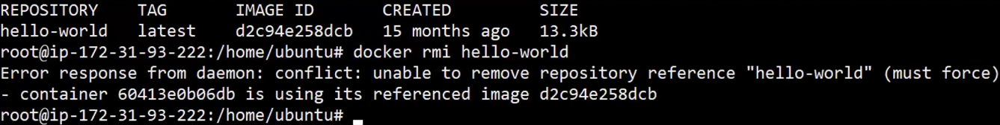 REPOSITORY TAG IMAGE ID CREATED SIZE
hello-world latest d2c94e258dcb 15 months ago 13.3kB
root@ip-172-31-93-222:/home/ubuntu# docker rmi hello-world
Error response from daemon: conflict: unable to remove repository reference "hello-world" (must force)
- container 60413e0b06db is using its referenced image d2c94e258dcb
root@ip-172-31-93-222:/home/ubuntu#